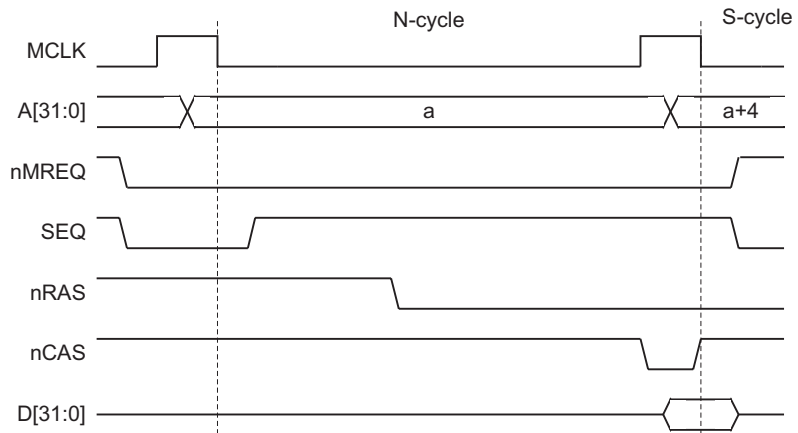 N-cycle
S-cycle
MCLK
A[31:0]
a
a+4
nMREQ
SEQ
nRAS
nCAS
D[31:0]